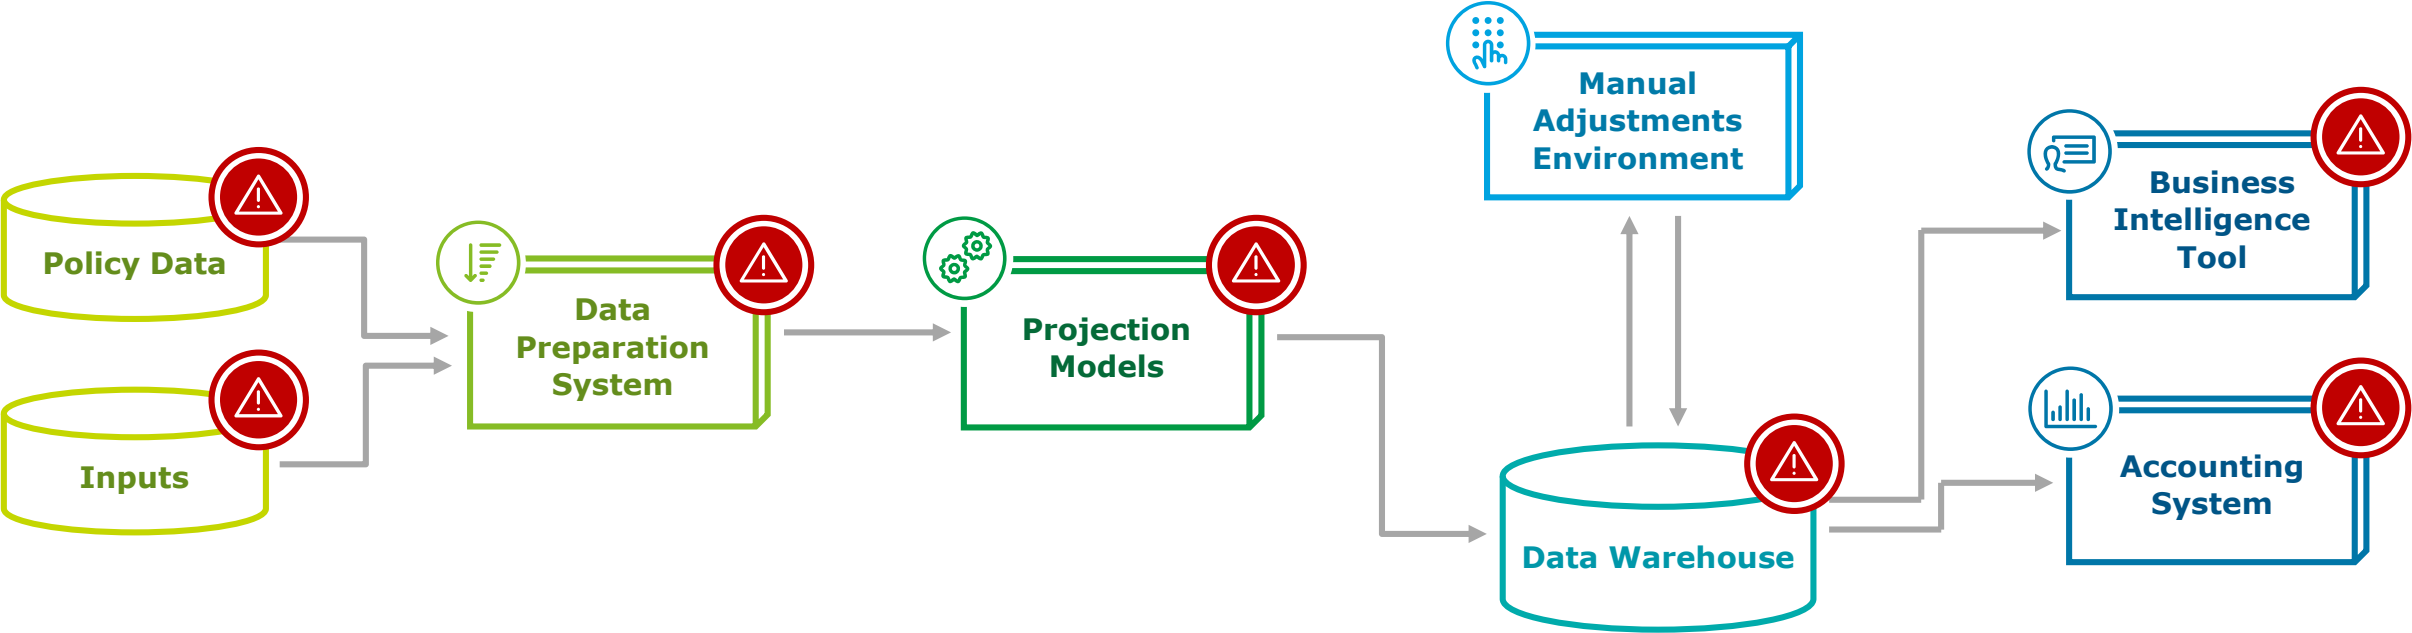 Policy Data
Inputs
Data
Preparation
System
Projection
Models
Manual
Adjustments
Environment
Data Warehouse
Business
Intelligence
Tool
Accounting
System